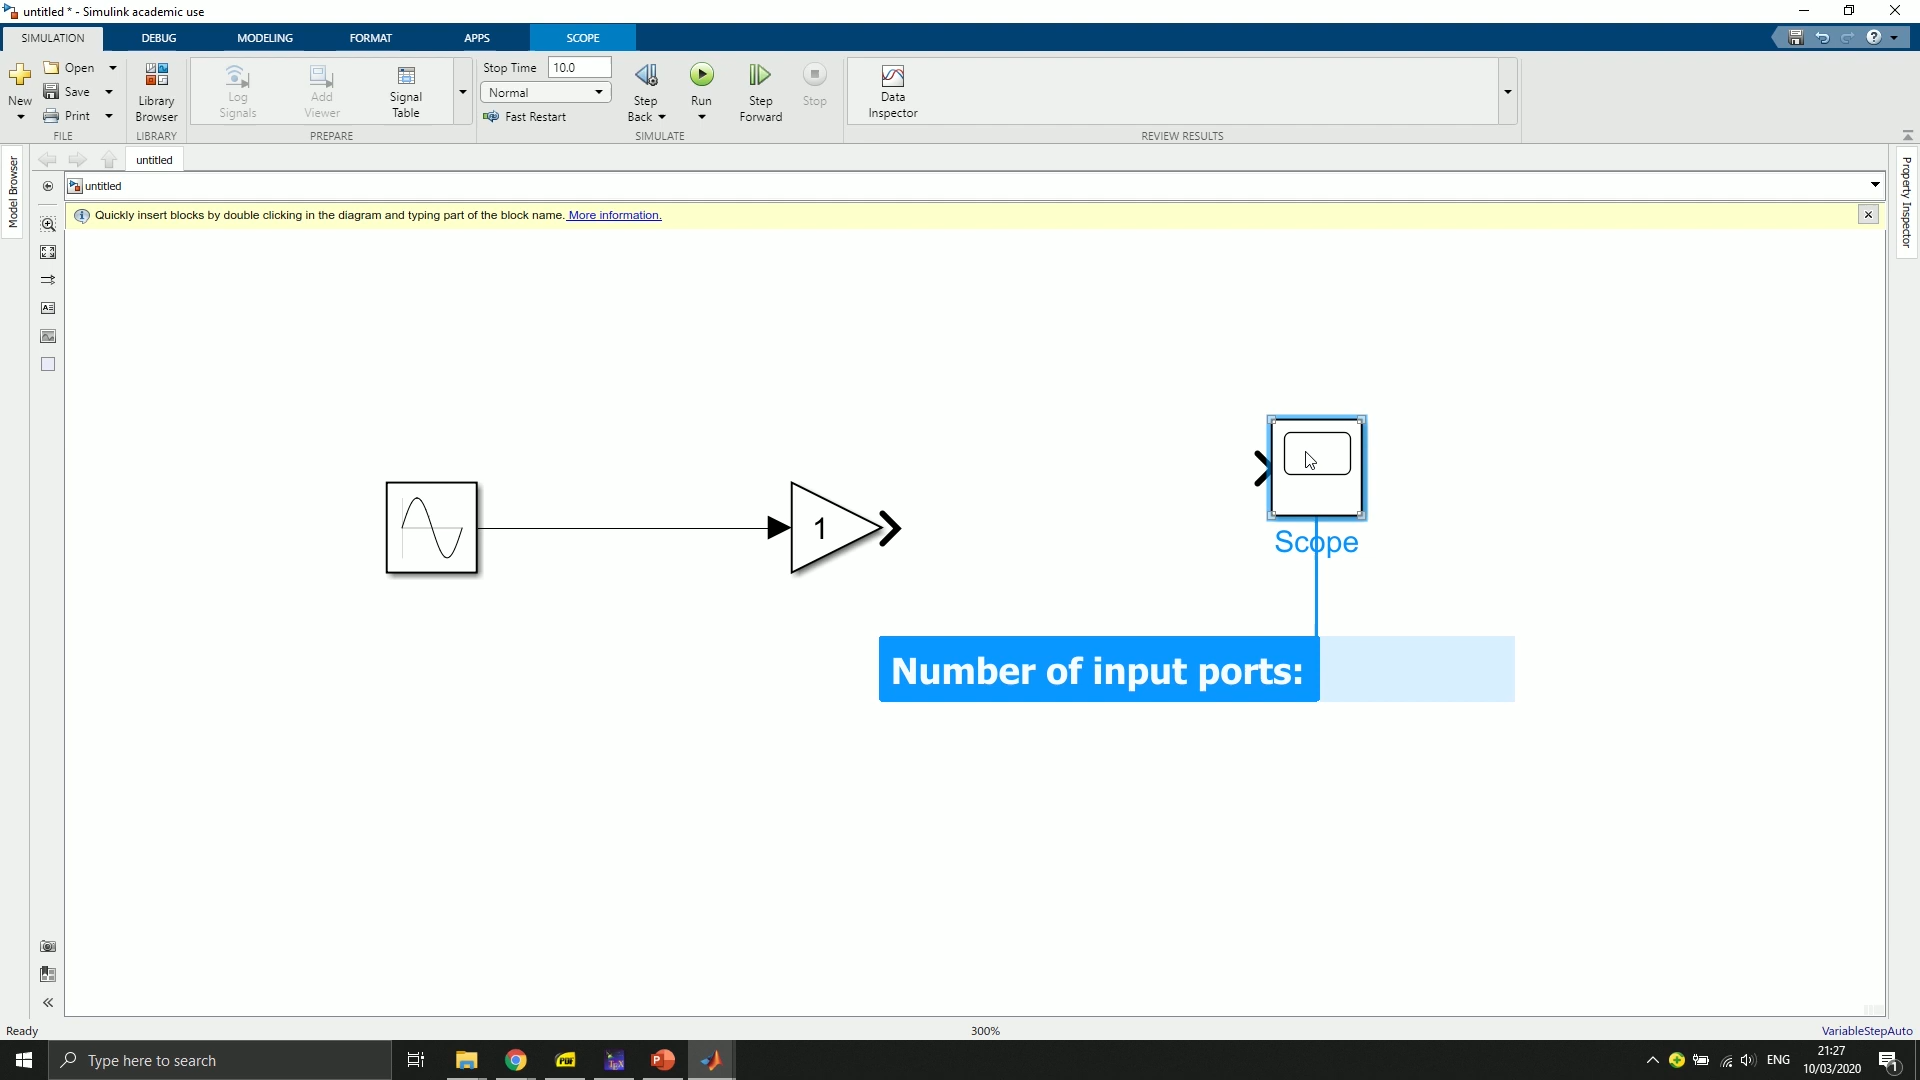 untitled * - Simulink academic use
SIMULATION DEBUG MODELING FORMAT APPS SCOPE
New
Open
Save
Print
FILE
Library
Browser
LIBRARY
Log
Signals
Add
Viewer
Signal
Table
PREPARE
Stop Time 10.0
Normal
Fast Restart
Step
Back
Run
Step
Forward
Stop
SIMULATE
Data
Inspector
REVIEW RESULTS
Model Browser
untitled
untitled
Quickly insert blocks by double clicking in the diagram and typing part of the block name. More information.
Property Inspector
1
Scope
Number of input ports:
Ready
300%
VariableStepAuto
Type here to search
ENG
21:27
10/03/2020
1